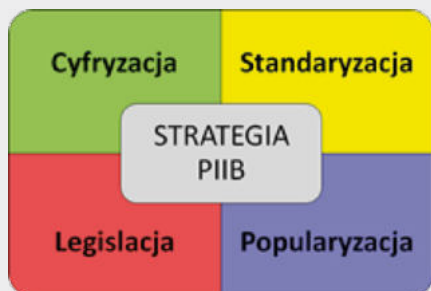 Cyfryzacja
Standaryzacja
STRATEGIA
PIIB
Legislacja
Popularyzacja